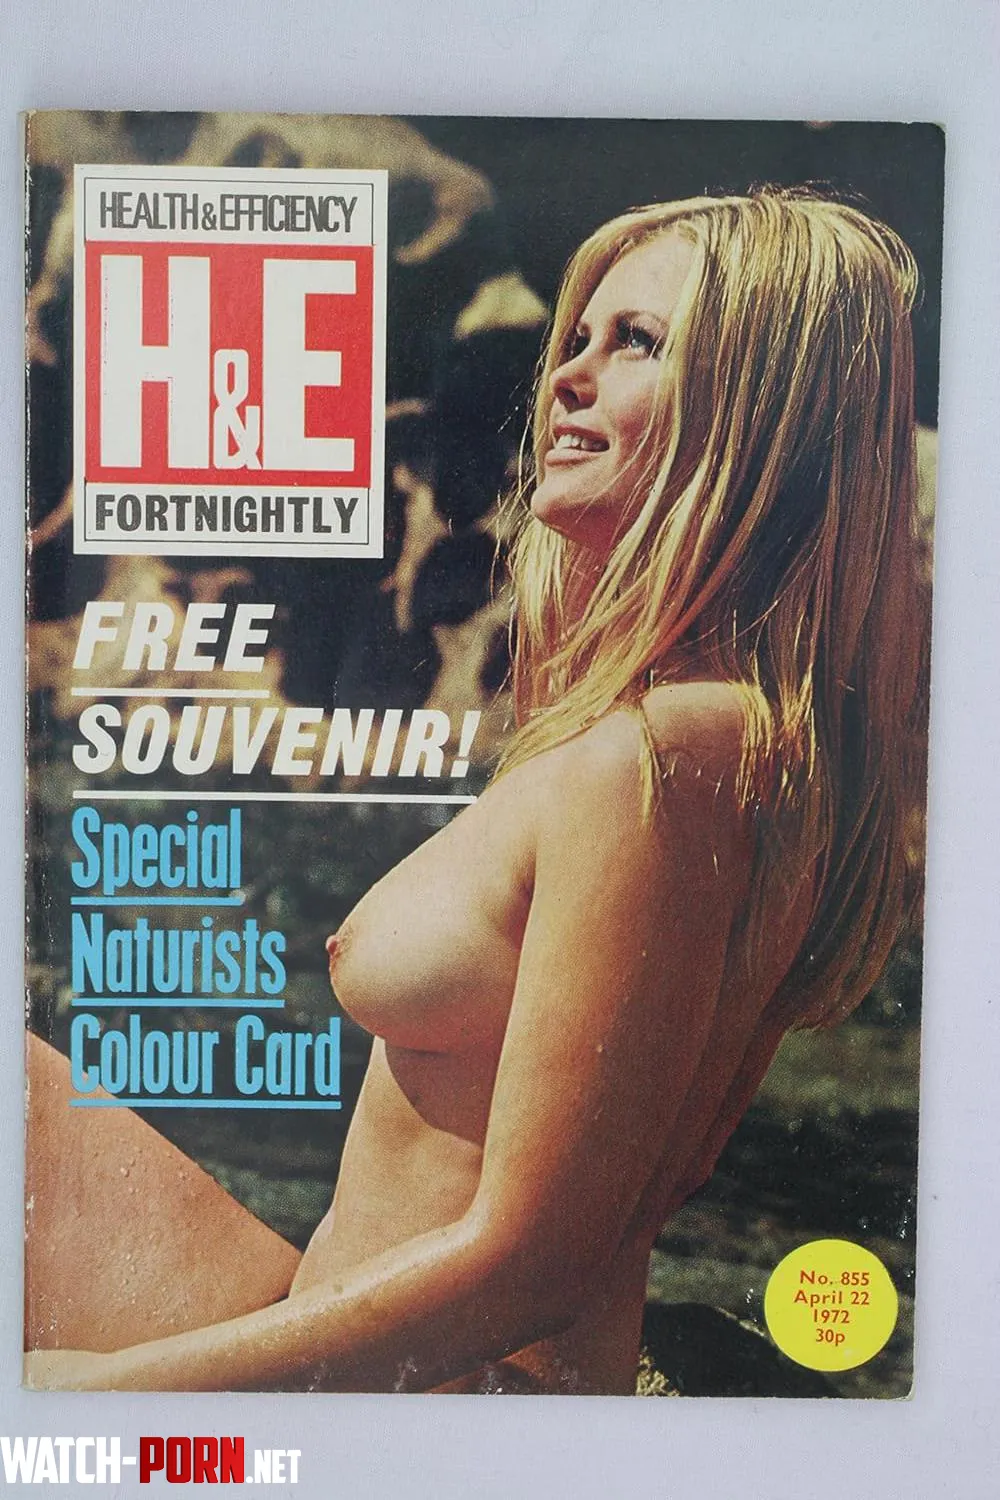 HEALTH & EFFICIENCY
H&E
FORTNIGHTLY
FREE
SOUVENIR!
Special
Naturists
Colour Card
No. 855
April 22
1972
30p
WATCH-PORN.NET